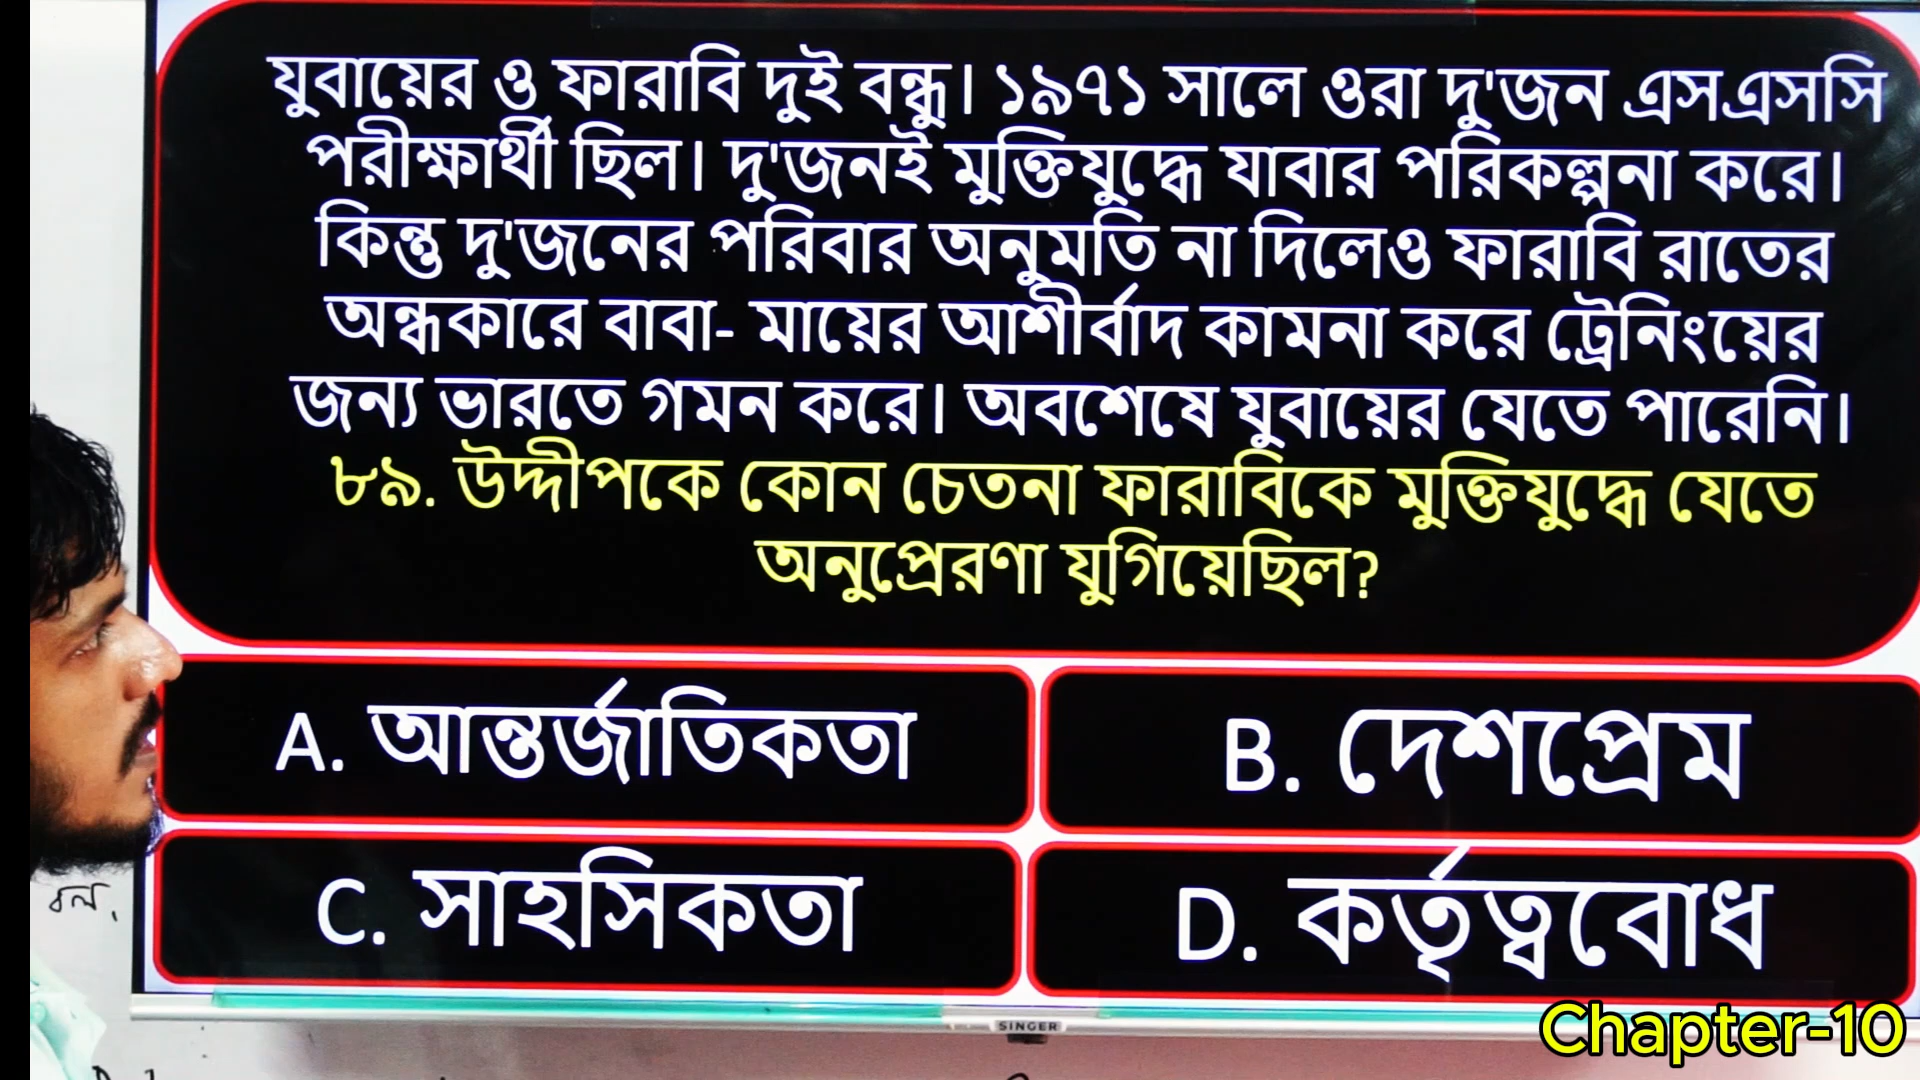 যুবায়ের ও ফারাবি দুই বন্ধু। ১৯৭১ সালে ওরা দু'জন এসএসসি
পরীক্ষার্থী ছিল। দু'জনই মুক্তিযুদ্ধে যাবার পরিকল্পনা করে।
কিন্তু দু'জনের পরিবার অনুমতি না দিলেও ফারাবি রাতের
অন্ধকারে বাবা- মায়ের আশীর্বাদ কামনা করে ট্রেনিংয়ের
জন্য ভারতে গমন করে। অবশেষে যুবায়ের যেতে পারেনি।
৮৯. উদ্দীপকে কোন চেতনা ফারাবিকে মুক্তিযুদ্ধে যেতে
অনুপ্রেরণা যুগিয়েছিল?
A. আন্তর্জাতিকতা
B. দেশপ্রেম
C. সাহসিকতা
D. কর্তৃত্ববোধ
SINGER
Chapter-10